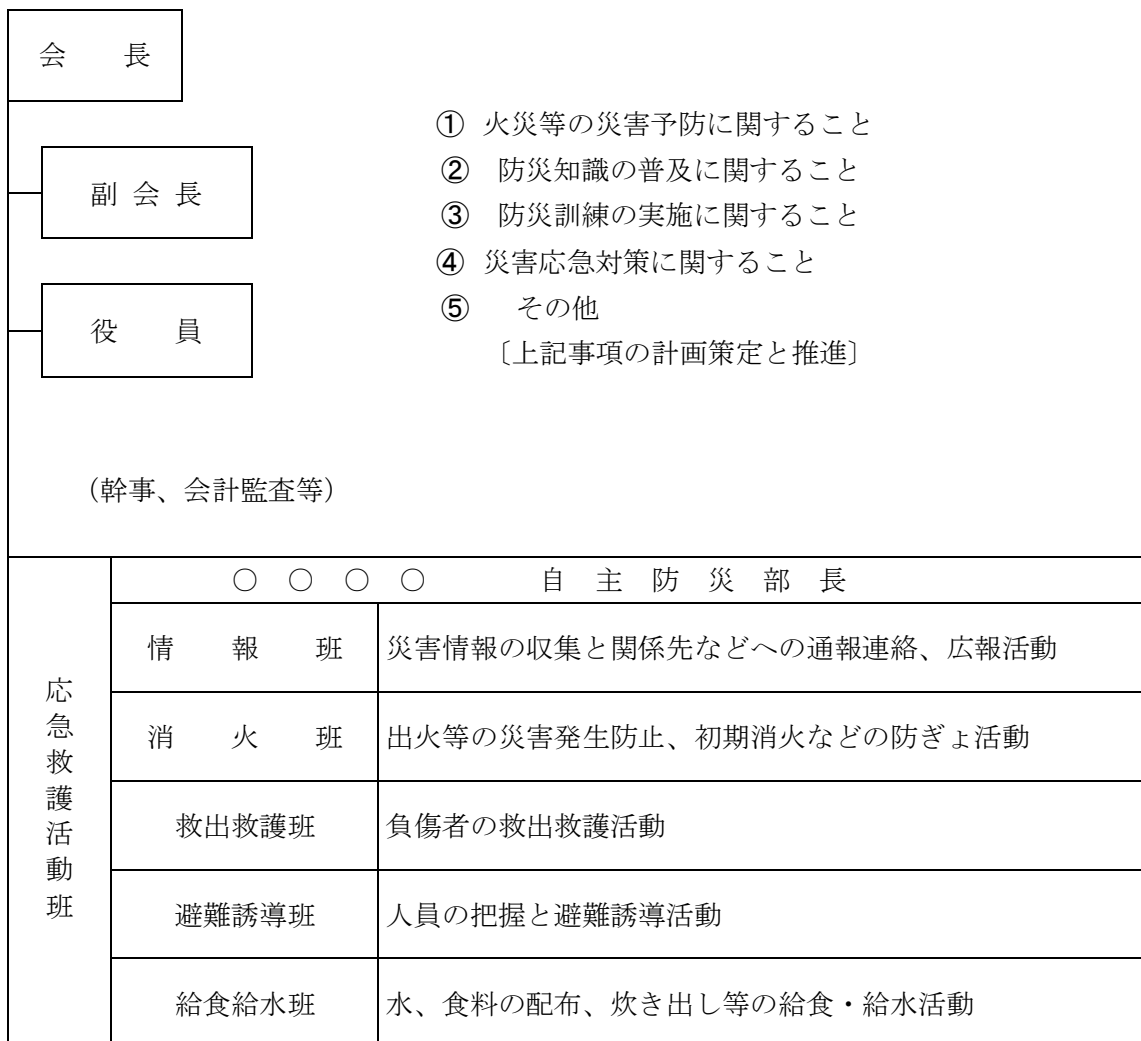 会　長
① 火災等の災害予防に関すること
② 防災知識の普及に関すること
副 会 長
③ 防災訓練の実施に関すること
④ 災害応急対策に関すること
⑤ その他
役　員
〔上記事項の計画策定と推進〕
（幹事、会計監査等）
応急救護活動班
〇 〇 〇 〇　自 主 防 災 部 長
情　報　班　災害情報の収集と関係先などへの通報連絡、広報活動
消　火　班　出火等の災害発生防止、初期消火などの防ぎょ活動
救出救護班　負傷者の救出救護活動
避難誘導班　人員の把握と避難誘導活動
給食給水班　水、食料の配布、炊き出し等の給食・給水活動